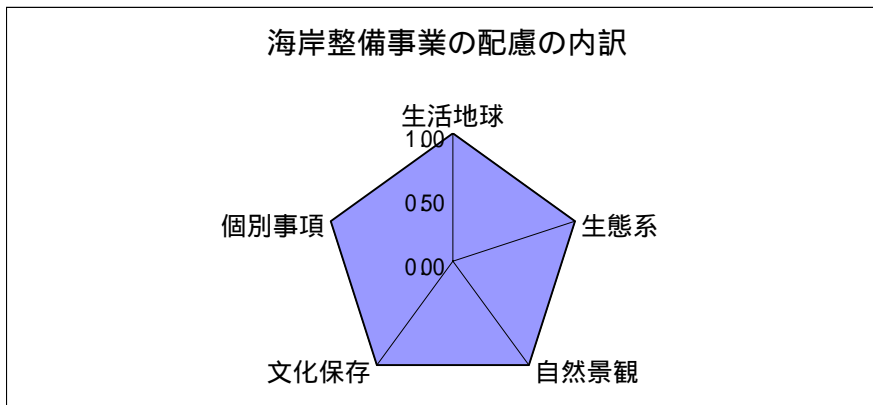 海岸整備事業の配慮の内訳
生活地球
1.00
0.50
0.00
個別事項
生態系
文化保存
自然景観